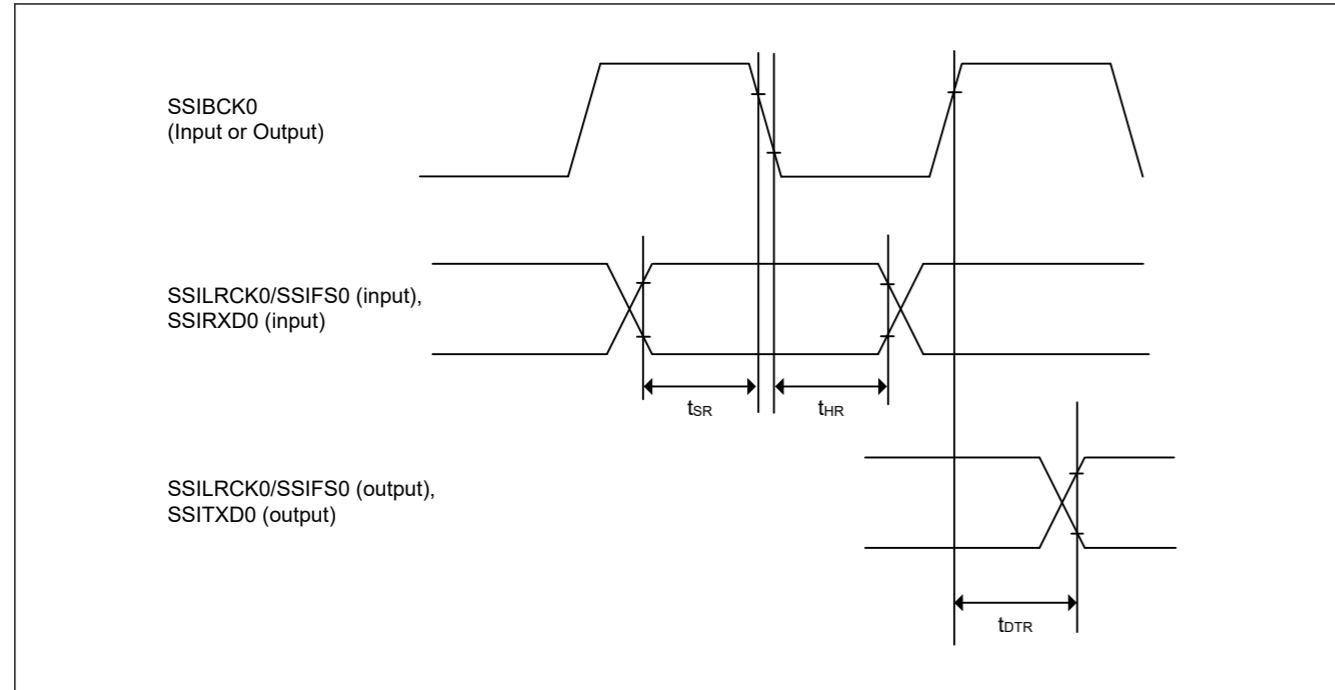 SSIBCK0
(Input or Output)
SSILRCK0/SSIFS0 (input),
SSIRXD0 (input)
tSR
tHR
SSILRCK0/SSIFS0 (output),
SSITXD0 (output)
tDTR